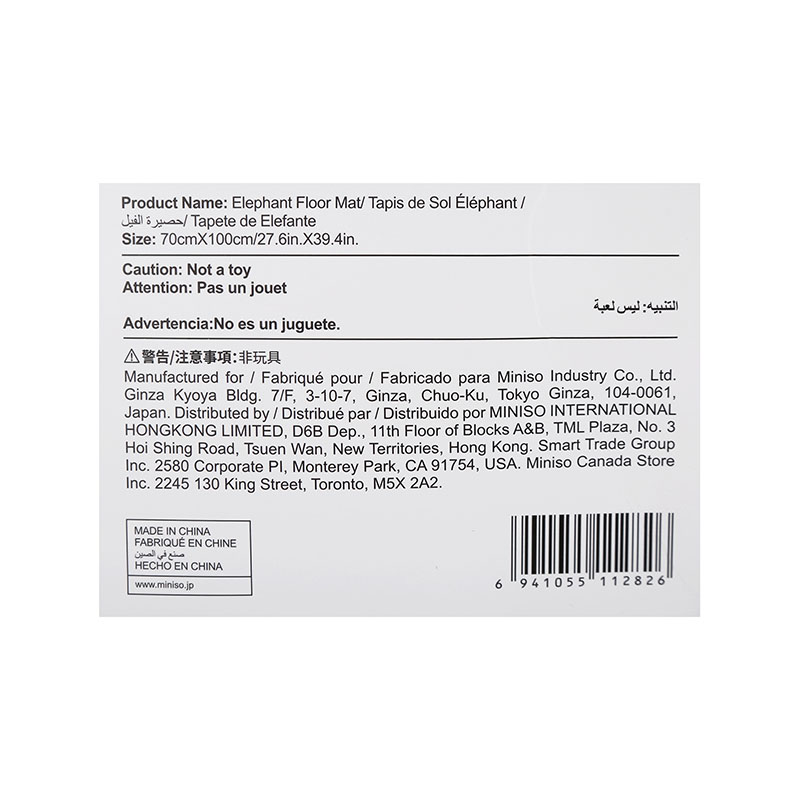 Product Name: Elephant Floor Mat/ Tapis de Sol Éléphant /
حصيرة الفيل/ Tapete de Elefante
Size: 70cmX100cm/27.6in.X39.4in.
Caution: Not a toy
Attention: Pas un jouet
التنبيه: ليس لعبة
Advertencia:No es un juguete.
⚠警告/注意事項:非玩具
Manufactured for / Fabriqué pour / Fabricado para Miniso Industry Co., Ltd.
Ginza Kyoya Bldg. 7/F, 3-10-7, Ginza, Chuo-Ku, Tokyo Ginza, 104-0061,
Japan. Distributed by / Distribué par / Distribuido por MINISO INTERNATIONAL
HONGKONG LIMITED, D6B Dep., 11th Floor of Blocks A&B, TML Plaza, No. 3
Hoi Shing Road, Tsuen Wan, New Territories, Hong Kong. Smart Trade Group
Inc. 2580 Corporate Pl, Monterey Park, CA 91754, USA. Miniso Canada Store
Inc. 2245 130 King Street, Toronto, M5X 2A2.
MADE IN CHINA
FABRIQUÉ EN CHINE
صنع في الصين
HECHO EN CHINA
www.miniso.jp
6 941055 112826